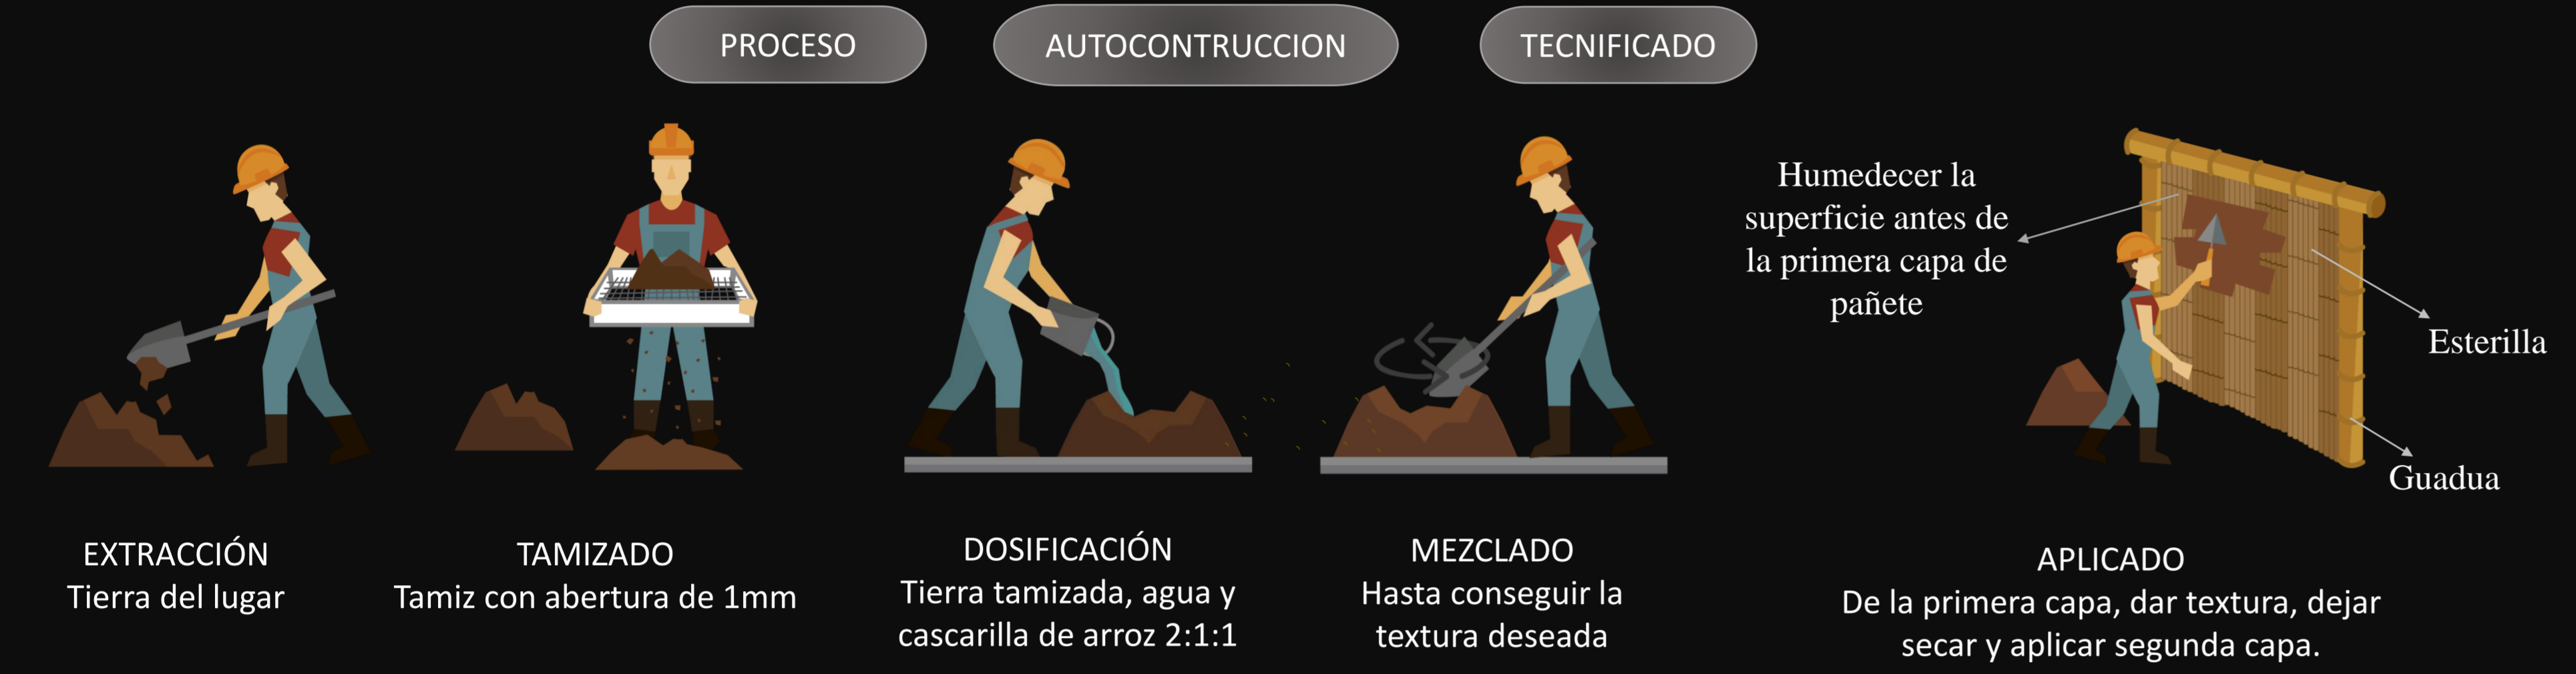 PROCESO
AUTOCONTRUCCION
TECNIFICADO
Humedecer la
superficie antes de
la primera capa de
pañete
Esterilla
Guadua
EXTRACCIÓN
Tierra del lugar
TAMIZADO
Tamiz con abertura de 1mm
DOSIFICACIÓN
Tierra tamizada, agua y
cascarilla de arroz 2:1:1
MEZCLADO
Hasta conseguir la
textura deseada
APLICADO
De la primera capa, dar textura, dejar
secar y aplicar segunda capa.